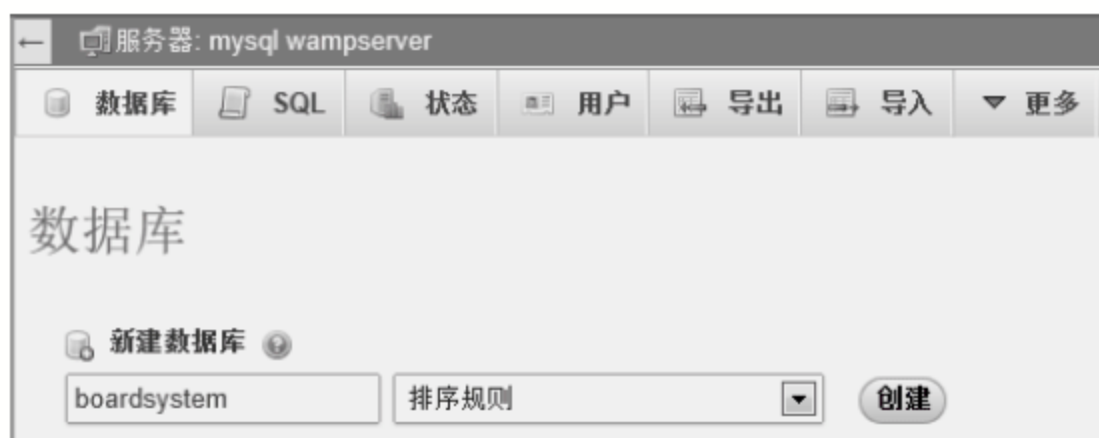 服务器: mysql wampserver
数据库 SQL 状态 用户 导出 导入 更多
数据库
新建数据库
boardsystem 排序规则 创建